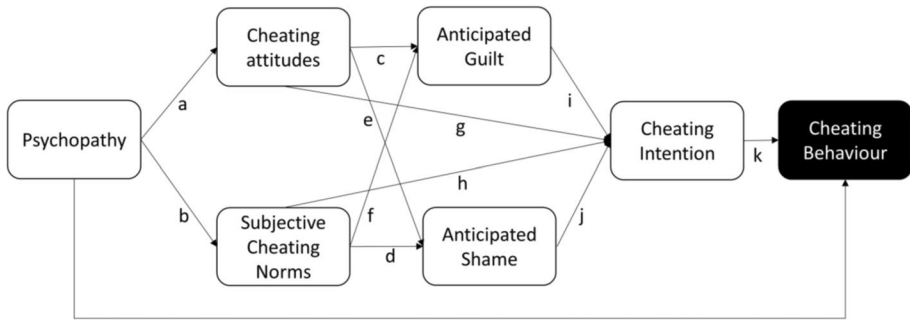 Cheating
attitudes
Anticipated
Guilt
c
a
i
e
g
Psychopathy
Cheating
Intention
Cheating
Behaviour
k
h
b
f
j
Subjective
Cheating
Norms
d
Anticipated
Shame